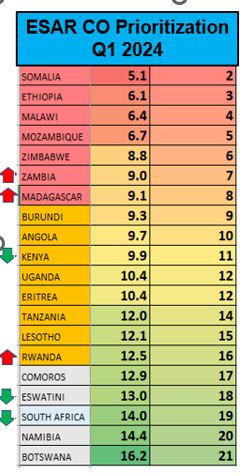 ESAR CO Prioritization
Q1 2024
SOMALIA 5.1 2
ETHIOPIA 6.1 3
MALAWI 6.4 4
MOZAMBIQUE 6.7 5
ZIMBABWE 8.8 6
ZAMBIA 9.0 7
MADAGASCAR 9.1 8
BURUNDI 9.3 9
ANGOLA 9.7 10
KENYA 9.9 11
UGANDA 10.4 12
ERITREA 10.4 12
TANZANIA 12.0 14
LESOTHO 12.1 15
RWANDA 12.5 16
COMOROS 12.9 17
ESWATINI 13.0 18
SOUTH AFRICA 14.0 19
NAMIBIA 14.4 20
BOTSWANA 16.2 21